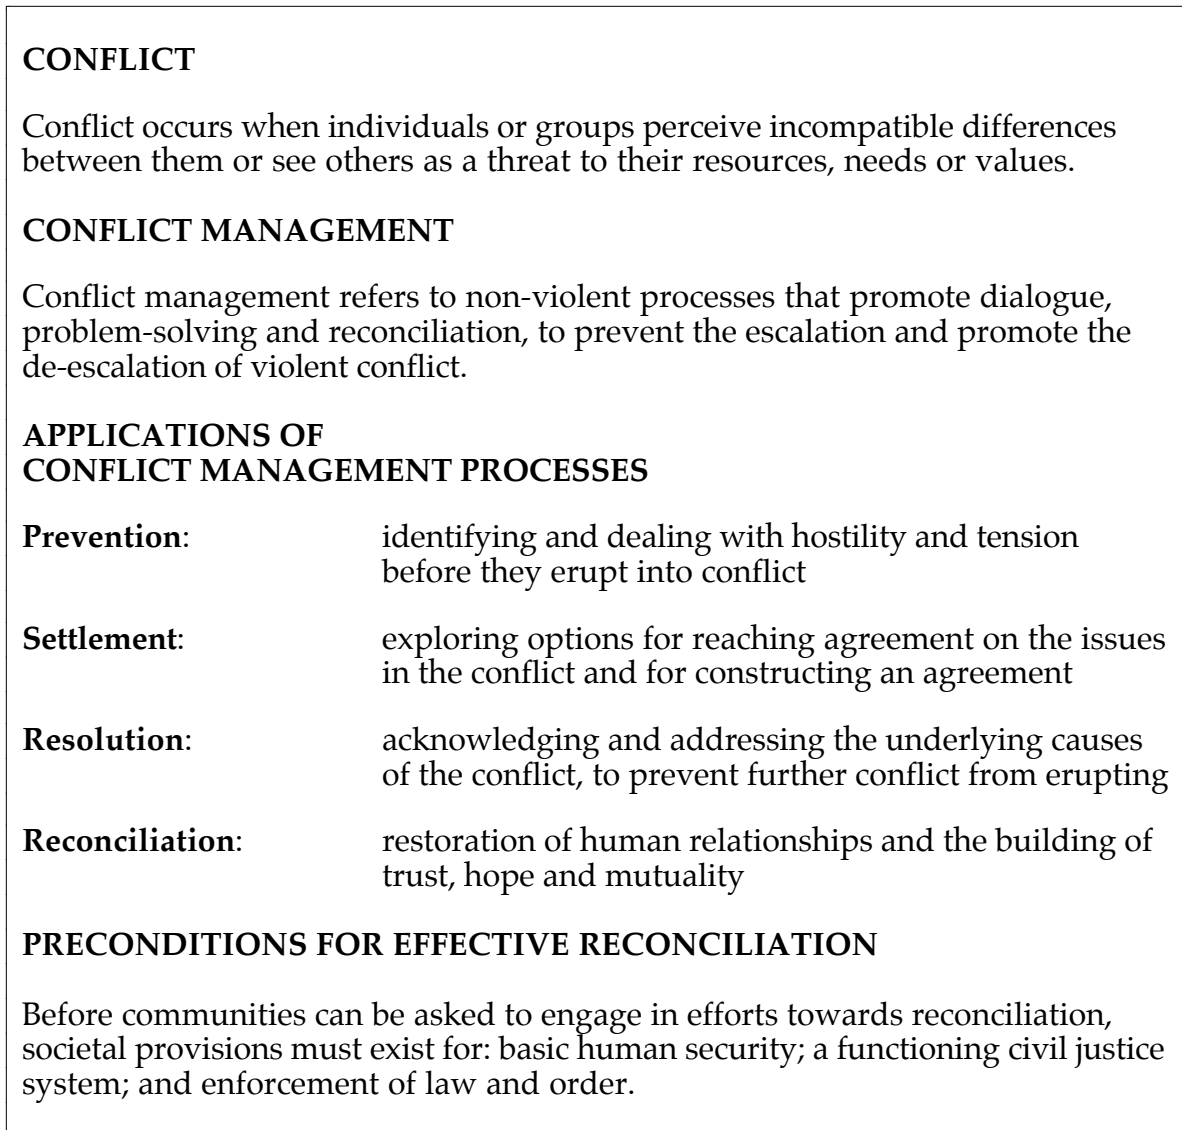 CONFLICT
Conflict occurs when individuals or groups perceive incompatible differences
between them or see others as a threat to their resources, needs or values.
CONFLICT MANAGEMENT
Conflict management refers to non-violent processes that promote dialogue,
problem-solving and reconciliation, to prevent the escalation and promote the
de-escalation of violent conflict.
APPLICATIONS OF
CONFLICT MANAGEMENT PROCESSES
Prevention: identifying and dealing with hostility and tension
before they erupt into conflict
Settlement: exploring options for reaching agreement on the issues
in the conflict and for constructing an agreement
Resolution: acknowledging and addressing the underlying causes
of the conflict, to prevent further conflict from erupting
Reconciliation: restoration of human relationships and the building of
trust, hope and mutuality
PRECONDITIONS FOR EFFECTIVE RECONCILIATION
Before communities can be asked to engage in efforts towards reconciliation,
societal provisions must exist for: basic human security; a functioning civil justice
system; and enforcement of law and order.